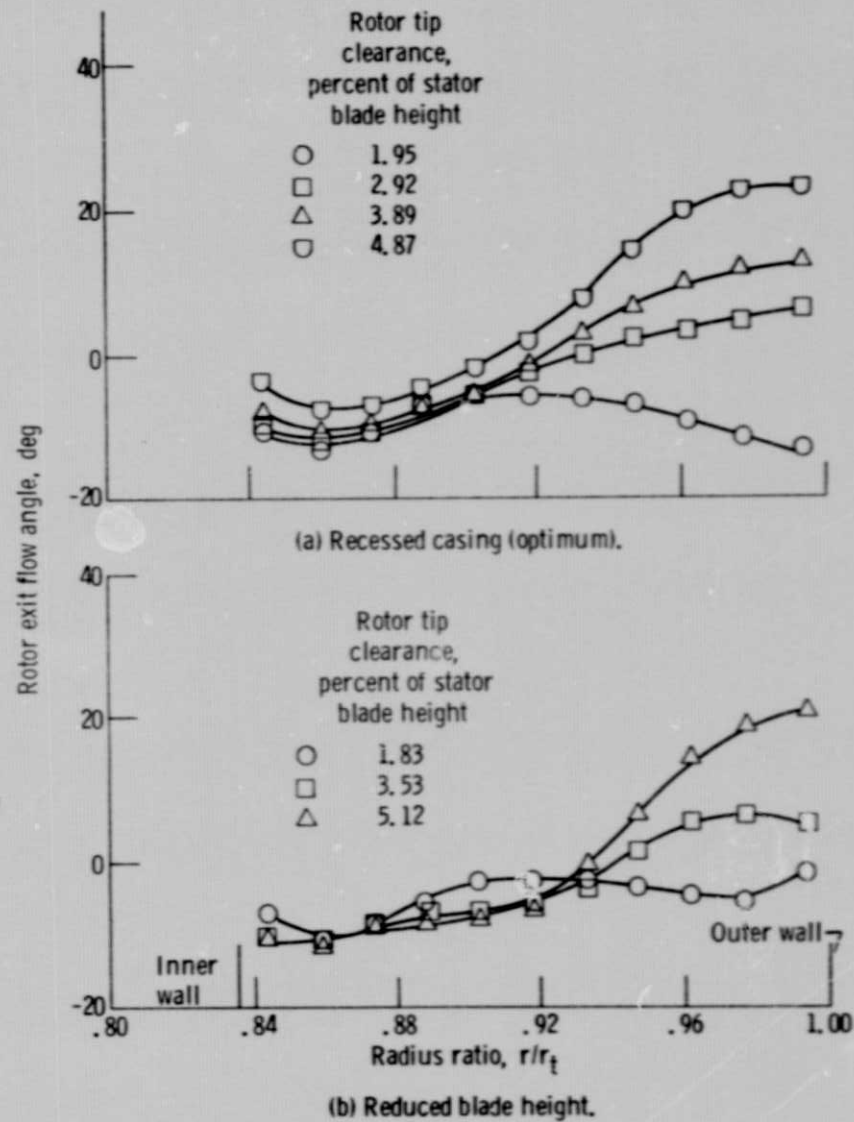 Rotor exit flow angle, deg
Rotor tip
clearance,
percent of stator
blade height
1.95
2.92
3.89
4.87
40
20
0
-20
(a) Recessed casing (optimum).
Rotor tip
clearance,
percent of stator
blade height
1.83
3.53
5.12
40
20
0
-20
Inner
wall
Outer wall
.80 .84 .88 .92 .96 1.00
Radius ratio, r/rt
(b) Reduced blade height.